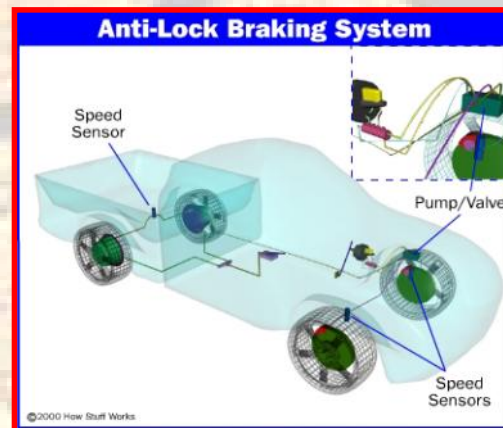 Anti-Lock Braking System
Speed
Sensor
Pump/Valve
Speed
Sensors
©2000 How Stuff Works